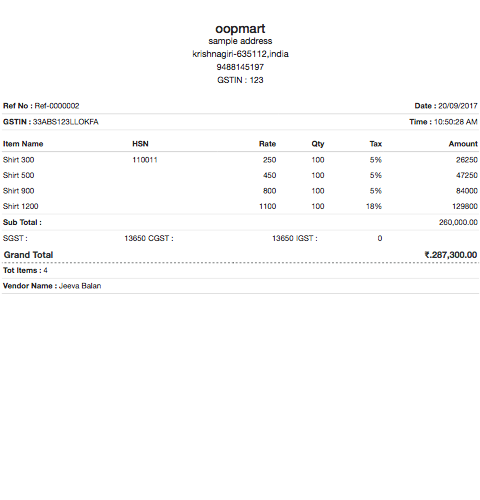 oopmart
sample address
krishnagiri-635112,india
9488145197
GSTIN : 123
Ref No : Ref-0000002 Date : 20/09/2017
GSTIN : 33ABS123LLOKFA Time : 10:50:28 AM
Item Name HSN Rate Qty Tax Amount
Shirt 300 110011 250 100 5% 26250
Shirt 500 450 100 5% 47250
Shirt 900 800 100 5% 84000
Shirt 1200 1100 100 18% 129800
Sub Total : 260,000.00
SGST : 13650 CGST : 13650 IGST : 0
Grand Total ₹.287,300.00
Tot Items : 4
Vendor Name : Jeeva Balan